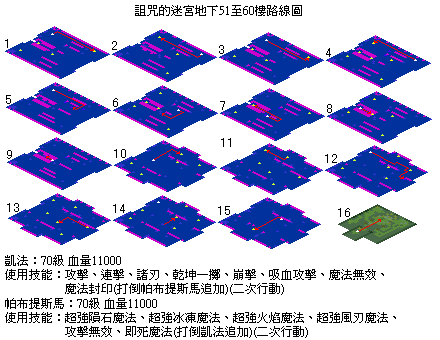 詛咒的迷宮地下51至60樓路線圖
1
2
3
4
5
6
7
8
9
10
11
12
13
14
15
16
凱法：70級 血量11000
使用技能：攻擊、連擊、諸刃、乾坤一擲、崩擊、吸血攻擊、魔法無效、
魔法封印(打倒帕布提斯馬追加)(二次行動)
帕布提斯馬：70級 血量11000
使用技能：超強隕石魔法、超強冰凍魔法、超強火焰魔法、超強風刃魔法、
攻擊無效、即死魔法(打倒凱法追加)(二次行動)